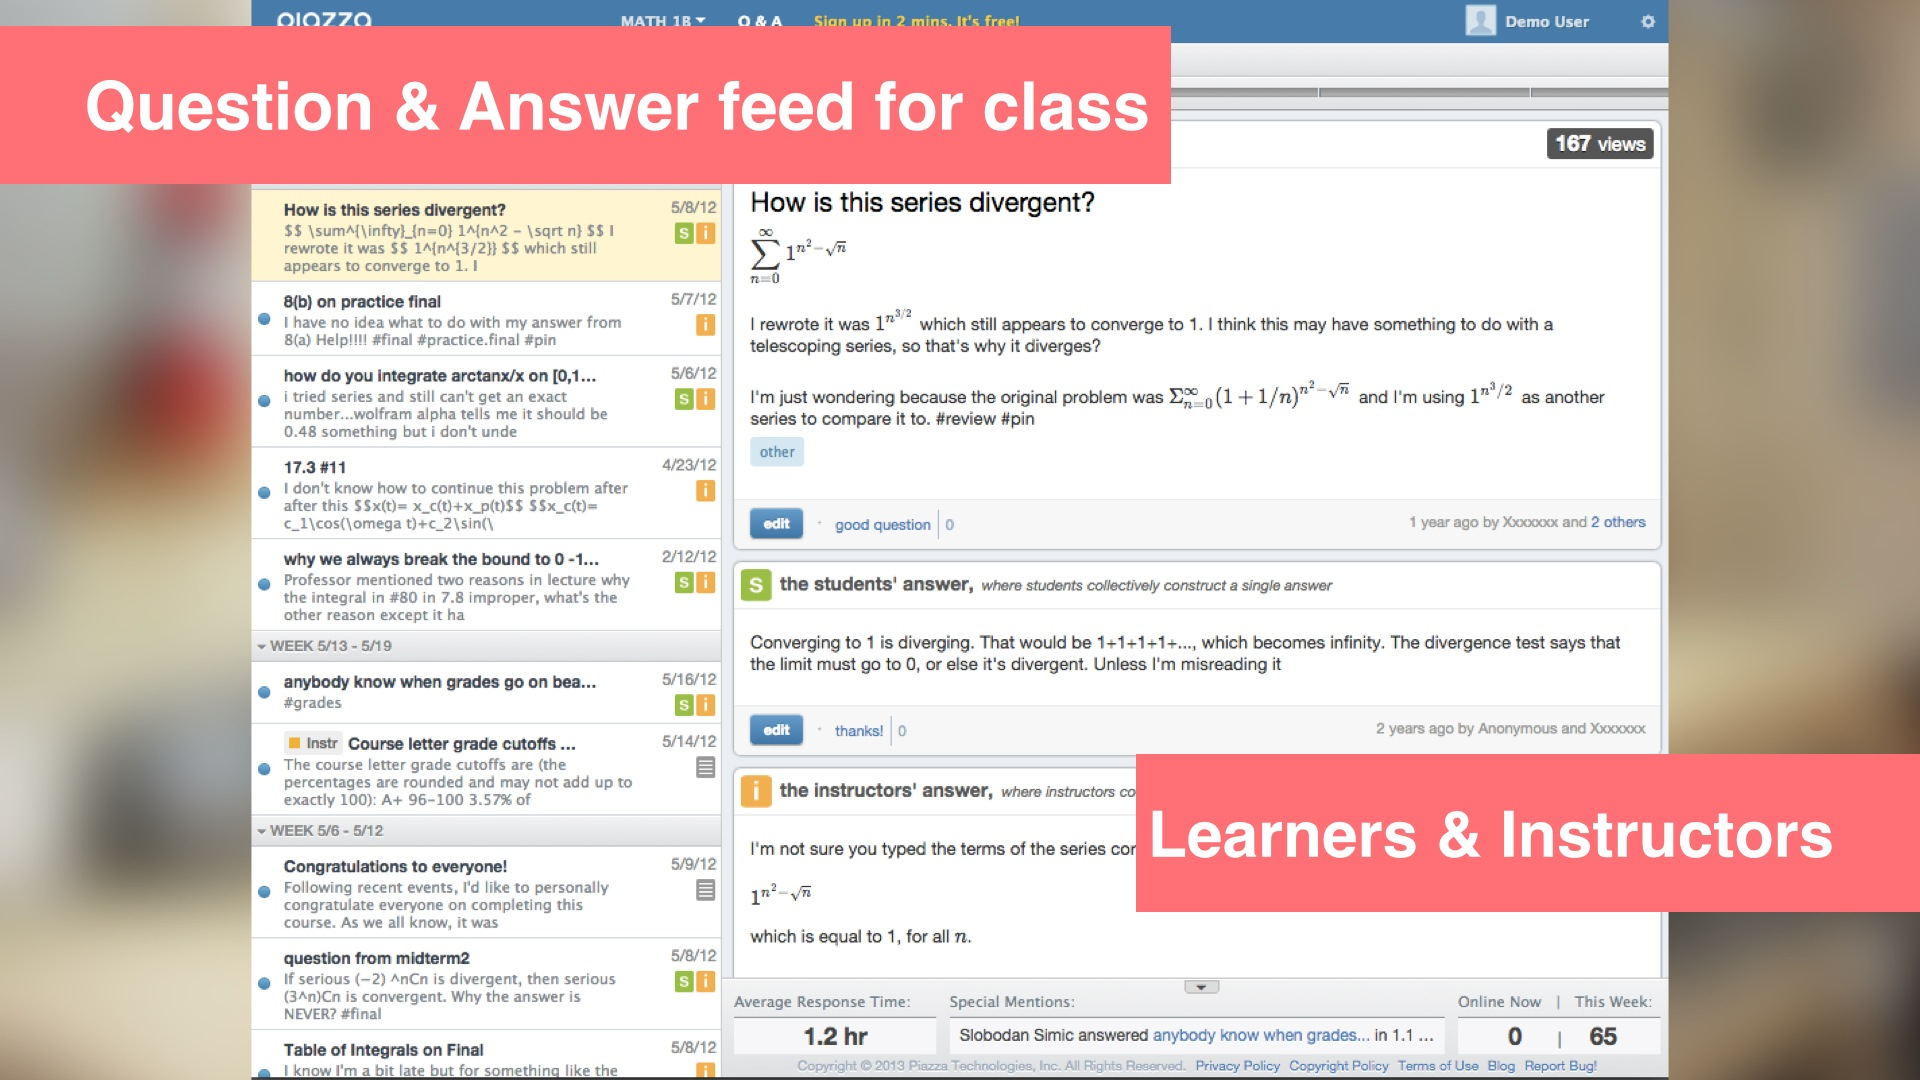 piazza MATH 1B Q & A Sign up in 2 mins. It's free! Demo User
Question & Answer feed for class
167 views
How is this series divergent? 5/8/12
$$ \sum^{\infty}_{n=0} 1^{n^2 - \sqrt n} $$ I S i
rewrote it was $$ 1^{n^{3/2}} $$ which still
appears to converge to 1. I
8(b) on practice final 5/7/12
I have no idea what to do with my answer from i
8(a) Help!!!! #final #practice.final #pin
how do you integrate arctanx/x on [0,1... 5/6/12
i tried series and still can't get an exact S i
number...wolfram alpha tells me it should be
0.48 something but i don't unde
17.3 #11 4/23/12
I don't know how to continue this problem after i
after this $$x(t)= x_c(t)+x_p(t)$$ $$x_c(t)=
c_1\cos(\omega t)+c_2\sin(\
why we always break the bound to 0 -1... 2/12/12
Professor mentioned two reasons in lecture why S i
the integral in #80 in 7.8 improper, what's the
other reason except it ha
WEEK 5/13 - 5/19
anybody know when grades go on bea... 5/16/12
#grades S i
Instr Course letter grade cutoffs ... 5/14/12
The course letter grade cutoffs are (the
percentages are rounded and may not add up to
exactly 100): A+ 96-100 3.57% of
WEEK 5/6 - 5/12
Congratulations to everyone! 5/9/12
Following recent events, I'd like to personally
congratulate everyone on completing this
course. As we all know, it was
question from midterm2 5/8/12
If serious (-2) ^nCn is divergent, then serious S i
(3^n)Cn is convergent. Why the answer is
NEVER? #final
Table of Integrals on Final 5/8/12
I know I'm a bit late but for something like the i
How is this series divergent?
∑_{n=0}^{∞} 1^{n^2−√n}
I rewrote it was 1^{n^{3/2}} which still appears to converge to 1. I think this may have something to do with a
telescoping series, so that's why it diverges?
I'm just wondering because the original problem was Σ_{n=0}^{∞}(1 + 1/n)^{n^2−√n} and I'm using 1^{n^3/2} as another
series to compare it to. #review #pin
other
edit · good question 0 1 year ago by Xxxxxxx and 2 others
S the students' answer, where students collectively construct a single answer
Converging to 1 is diverging. That would be 1+1+1+1+..., which becomes infinity. The divergence test says that
the limit must go to 0, or else it's divergent. Unless I'm misreading it
edit · thanks! 0 2 years ago by Anonymous and Xxxxxxx
i the instructors' answer, where instructors co
Learners & Instructors
I'm not sure you typed the terms of the series cor
1^{n^2−√n}
which is equal to 1, for all n.
Average Response Time: Special Mentions: Online Now | This Week:
1.2 hr Slobodan Simic answered anybody know when grades... in 1.1 ... 0 | 65
Copyright © 2013 Piazza Technologies, Inc. All Rights Reserved. Privacy Policy Copyright Policy Terms of Use Blog Report Bug!